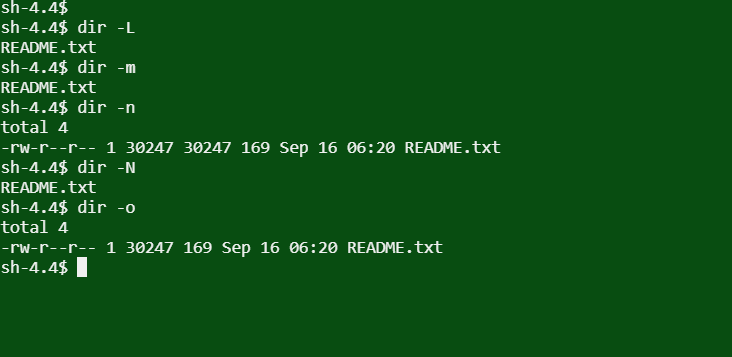 sh-4.4$
sh-4.4$ dir -L
README.txt
sh-4.4$ dir -m
README.txt
sh-4.4$ dir -n
total 4
-rw-r--r-- 1 30247 30247 169 Sep 16 06:20 README.txt
sh-4.4$ dir -N
README.txt
sh-4.4$ dir -o
total 4
-rw-r--r-- 1 30247 169 Sep 16 06:20 README.txt
sh-4.4$